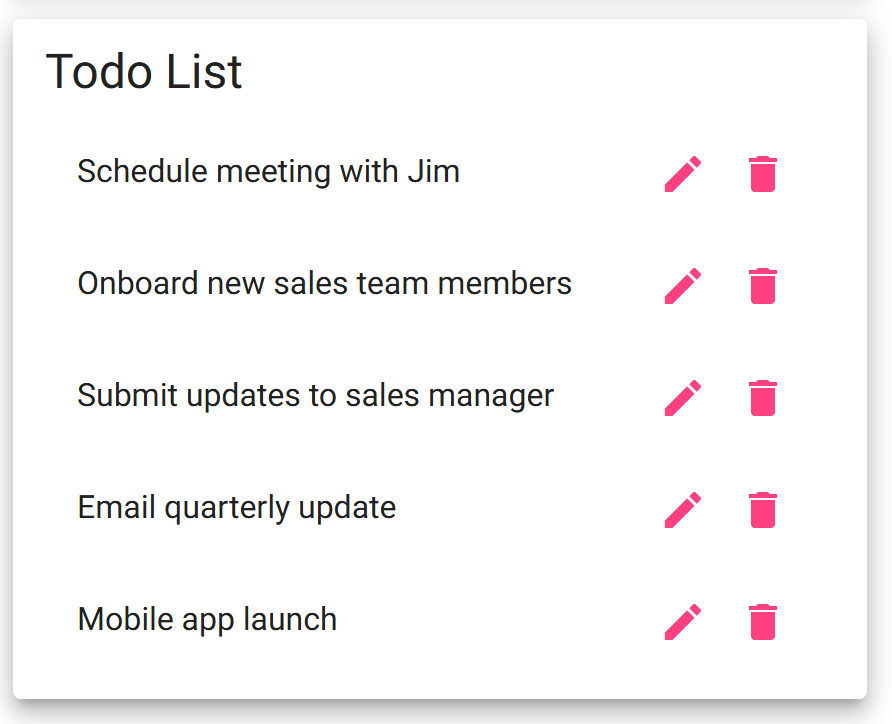 Todo List
Schedule meeting with Jim
Onboard new sales team members
Submit updates to sales manager
Email quarterly update
Mobile app launch